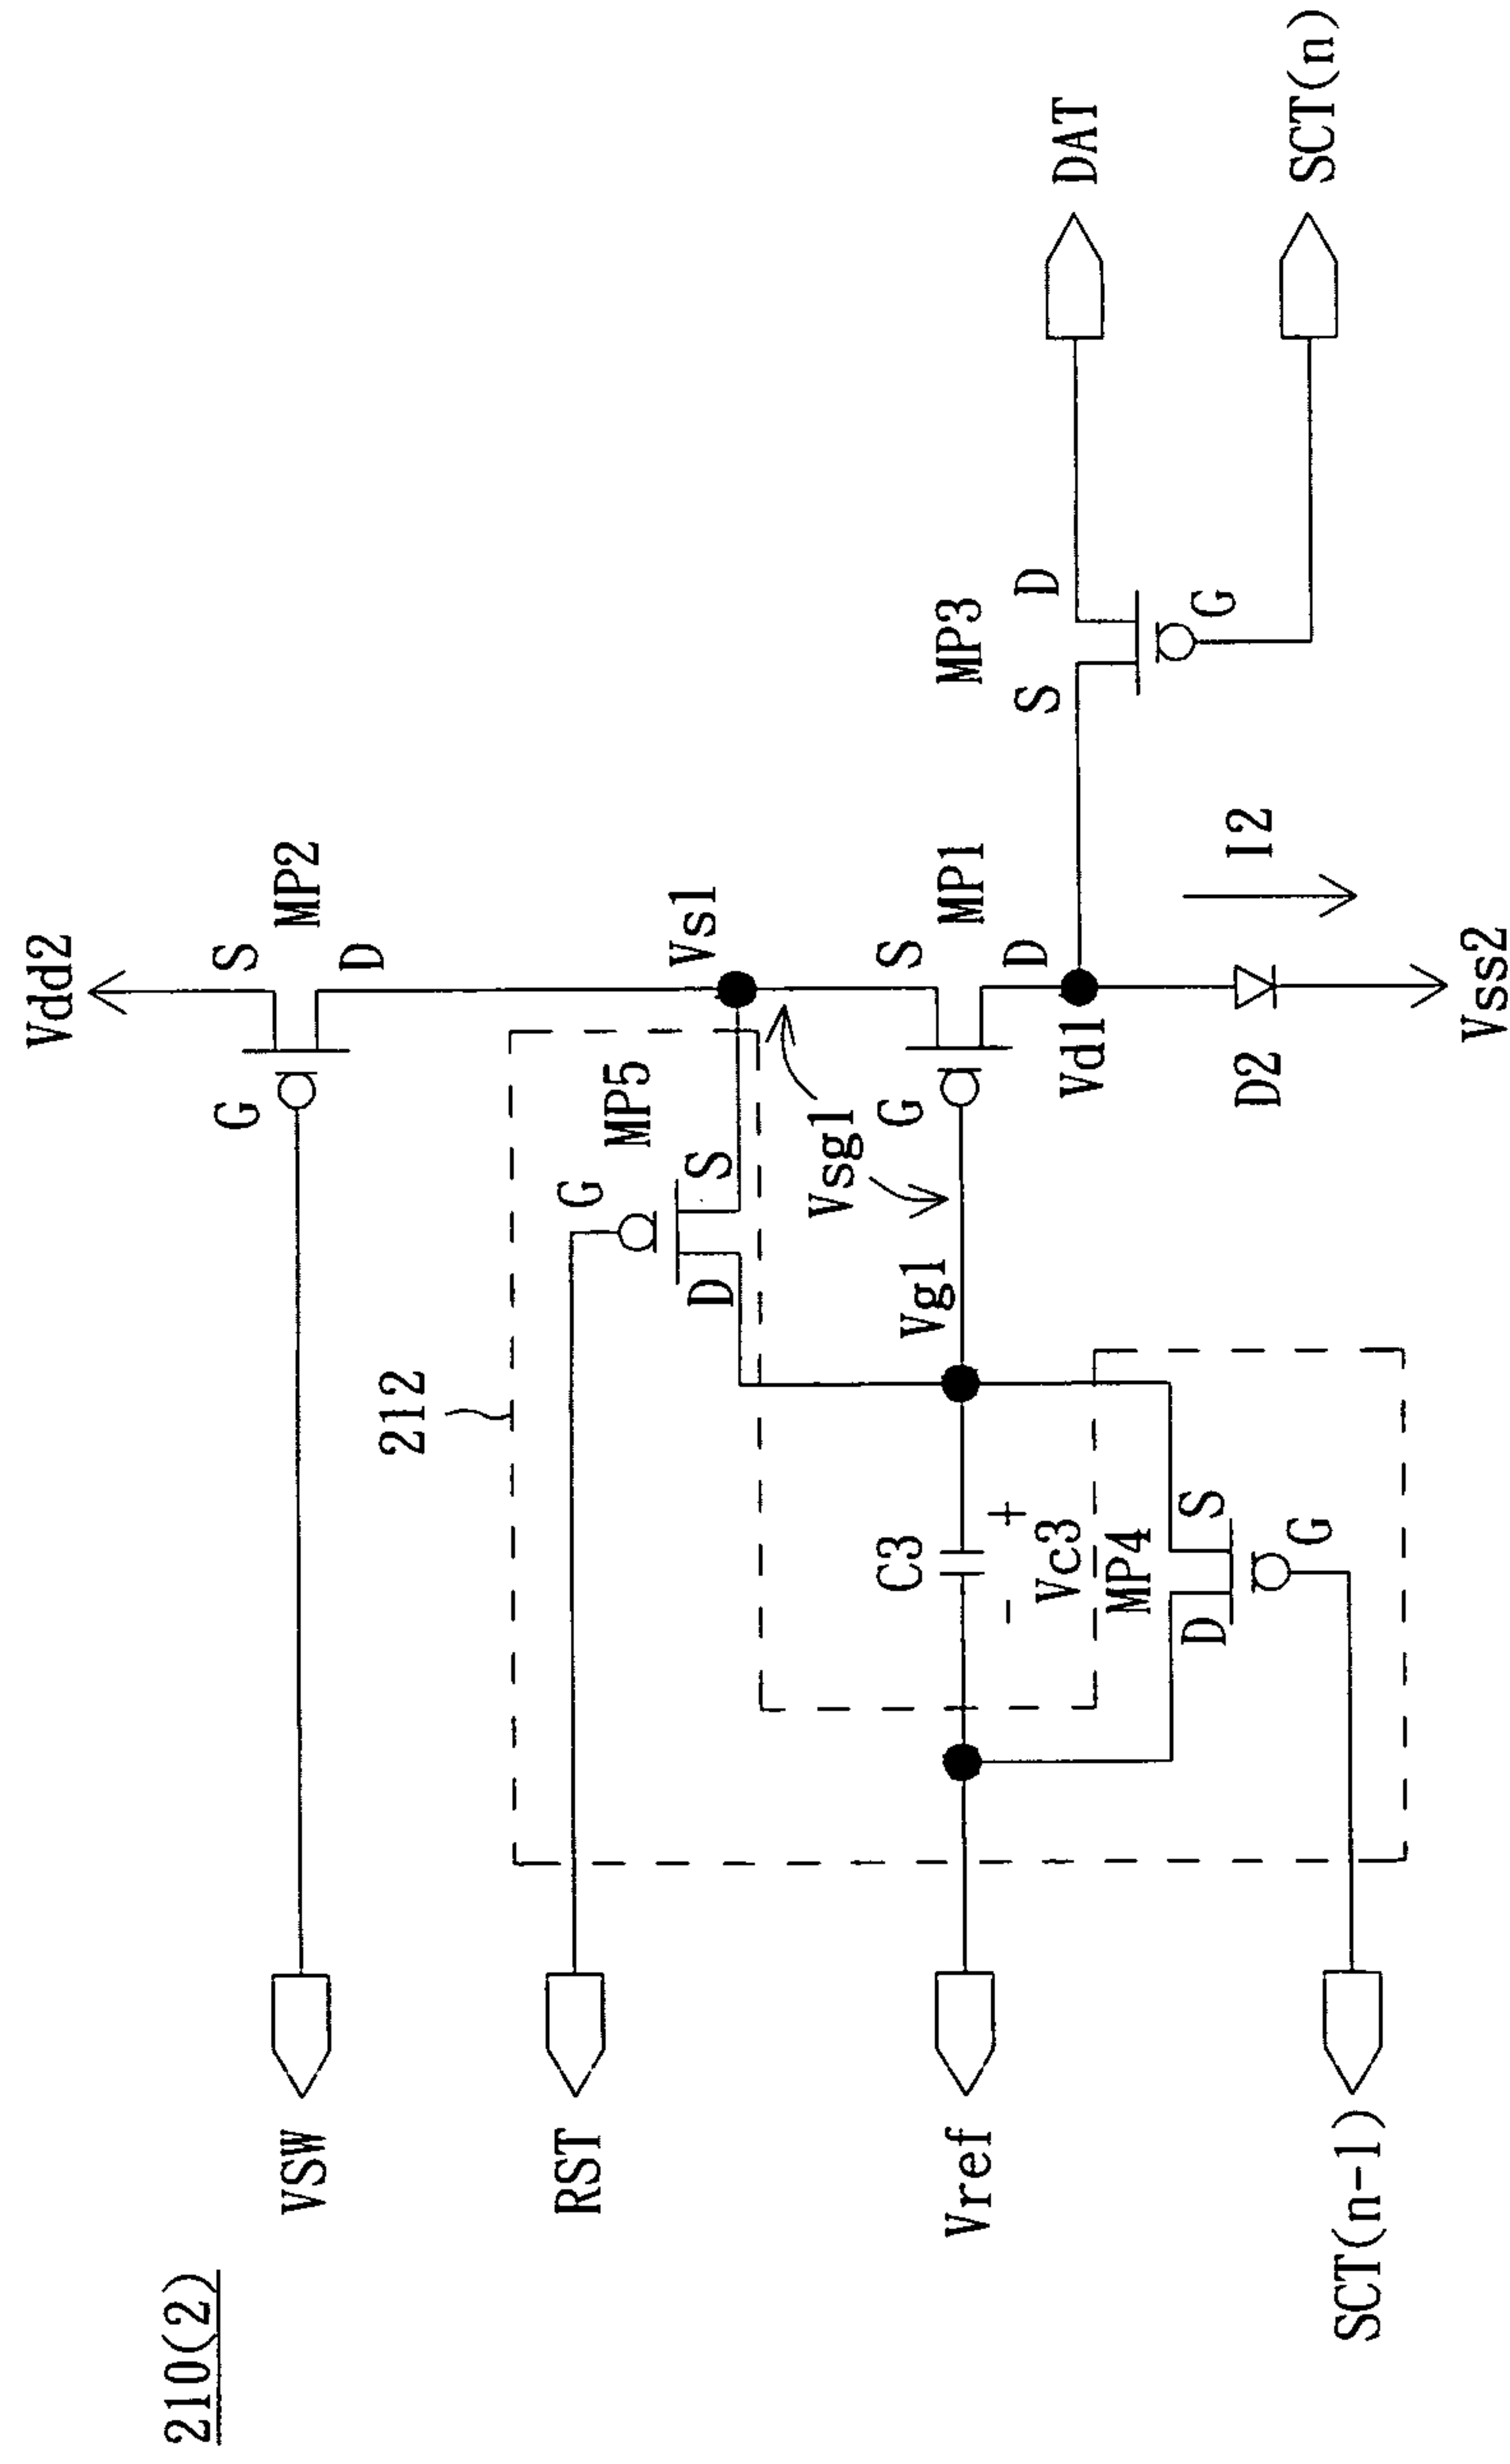 210(2)
Vdd2
S
MP2
G
D
VSW
212
MP5
G
S
D
RST
Vs1
Vsg1
S
MP1
G
D
Vg1
Vd1
C3
+
-
Vc3
Vref
MP4
S
D
G
SCT(n-1)
MP3
S
D
G
DAT
SCT(n)
D2
I2
Vss2